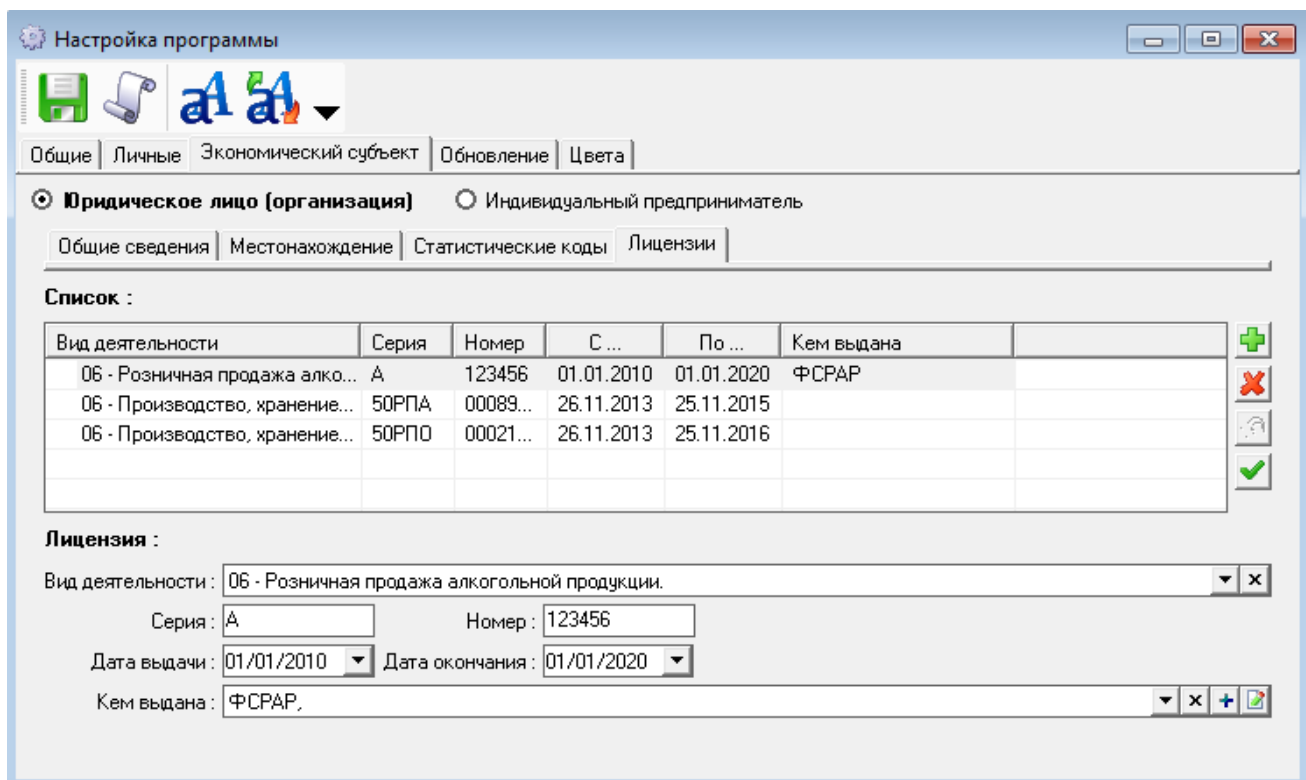 Настройка программы
Общие Личные Экономический субъект Обновление Цвета
Юридическое лицо (организация) Индивидуальный предприниматель
Общие сведения Местонахождение Статистические коды Лицензии
Список :
Вид деятельности Серия Номер С ... По ... Кем выдана
06 - Розничная продажа алко... А 123456 01.01.2010 01.01.2020 ФСРАР
06 - Производство, хранение... 50РПА 00089... 26.11.2013 25.11.2015
06 - Производство, хранение... 50РПО 00021... 26.11.2013 25.11.2016
Лицензия :
Вид деятельности : 06 - Розничная продажа алкогольной продукции.
Серия : А Номер : 123456
Дата выдачи : 01/01/2010 Дата окончания : 01/01/2020
Кем выдана : ФСРАР,